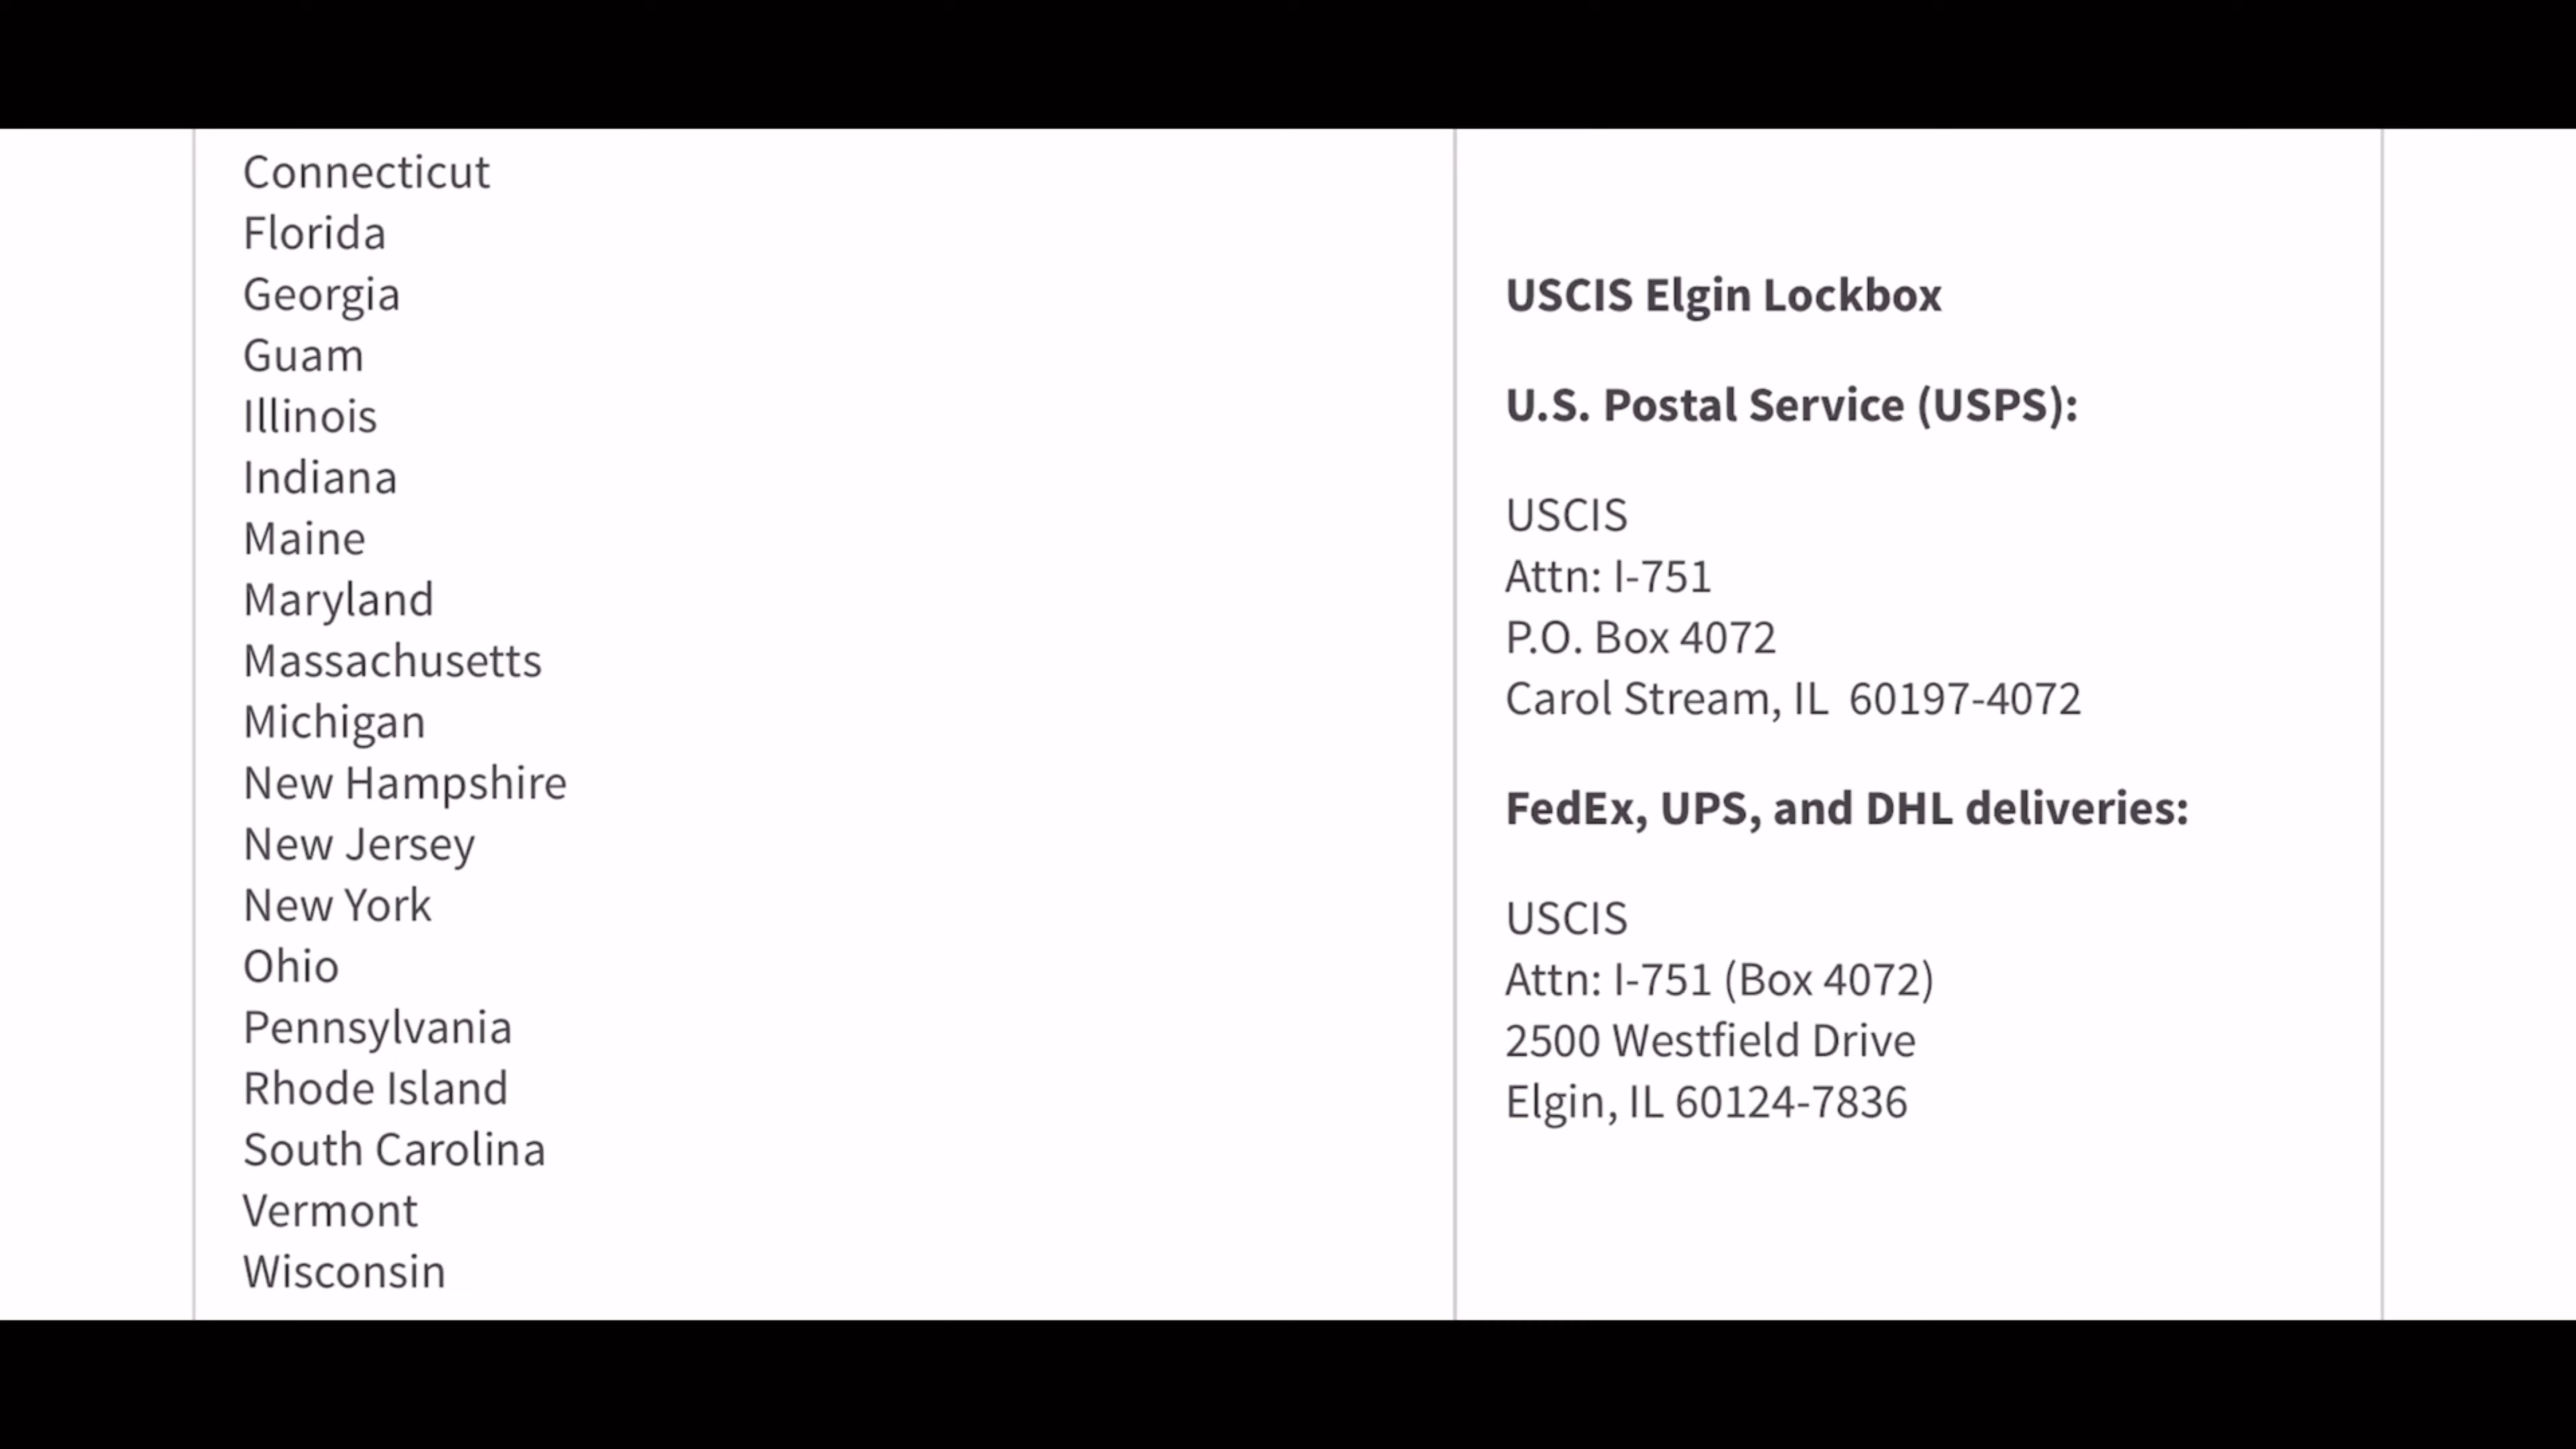 Connecticut
Florida
Georgia
Guam
Illinois
Indiana
Maine
Maryland
Massachusetts
Michigan
New Hampshire
New Jersey
New York
Ohio
Pennsylvania
Rhode Island
South Carolina
Vermont
Wisconsin
USCIS Elgin Lockbox
U.S. Postal Service (USPS):
USCIS
Attn: I-751
P.O. Box 4072
Carol Stream, IL  60197-4072
FedEx, UPS, and DHL deliveries:
USCIS
Attn: I-751 (Box 4072)
2500 Westfield Drive
Elgin, IL 60124-7836